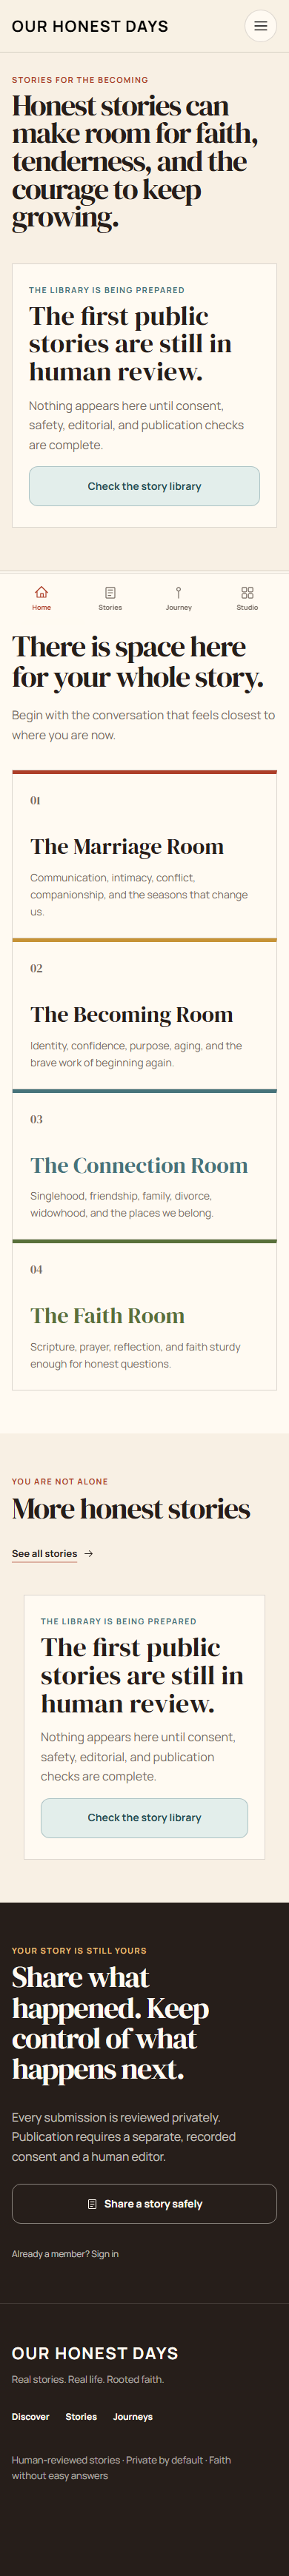 OUR HONEST DAYS
STORIES FOR THE BECOMING
Honest stories can
make room for faith,
tenderness, and the
courage to keep
growing.
THE LIBRARY IS BEING PREPARED
The first public
stories are still in
human review.
Nothing appears here until consent,
safety, editorial, and publication checks
are complete.
Check the story library
Home Stories Journey Studio
There is space here
for your whole story.
Begin with the conversation that feels closest to
where you are now.
01
The Marriage Room
Communication, intimacy, conflict,
companionship, and the seasons that change
us.
02
The Becoming Room
Identity, confidence, purpose, aging, and the
brave work of beginning again.
03
The Connection Room
Singlehood, friendship, family, divorce,
widowhood, and the places we belong.
04
The Faith Room
Scripture, prayer, reflection, and faith sturdy
enough for honest questions.
YOU ARE NOT ALONE
More honest stories
See all stories →
THE LIBRARY IS BEING PREPARED
The first public
stories are still in
human review.
Nothing appears here until consent,
safety, editorial, and publication
checks are complete.
Check the story library
YOUR STORY IS STILL YOURS
Share what
happened. Keep
control of what
happens next.
Every submission is reviewed privately.
Publication requires a separate, recorded
consent and a human editor.
Share a story safely
Already a member? Sign in
OUR HONEST DAYS
Real stories. Real life. Rooted faith.
Discover Stories Journeys
Human-reviewed stories · Private by default · Faith
without easy answers